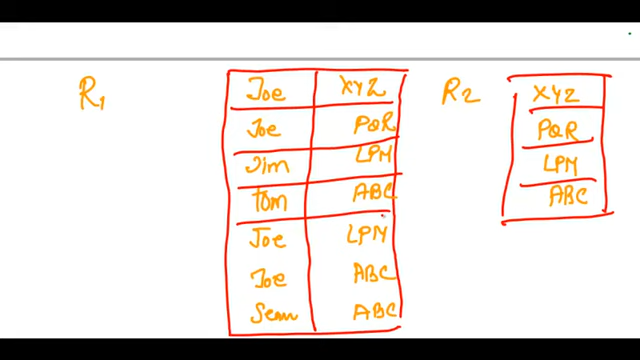 R1 Joe XYZ R2 XYZ
Joe PQR PQR
Jim LPM LPM
Tom ABC ABC
Joe LPM
Joe ABC
Sem ABC